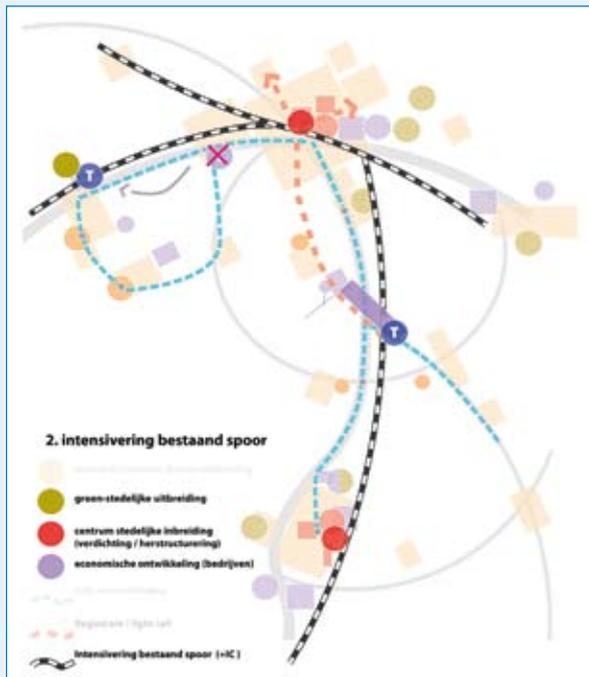 T
T
2. intensivering bestaand spoor
groen-stedelijke uitbreiding
centrum stedelijke inbreiding
(verdichting / herstructurering)
economische ontwikkeling (bedrijven)
/ light rail
Intensivering bestaand spoor (+IC)